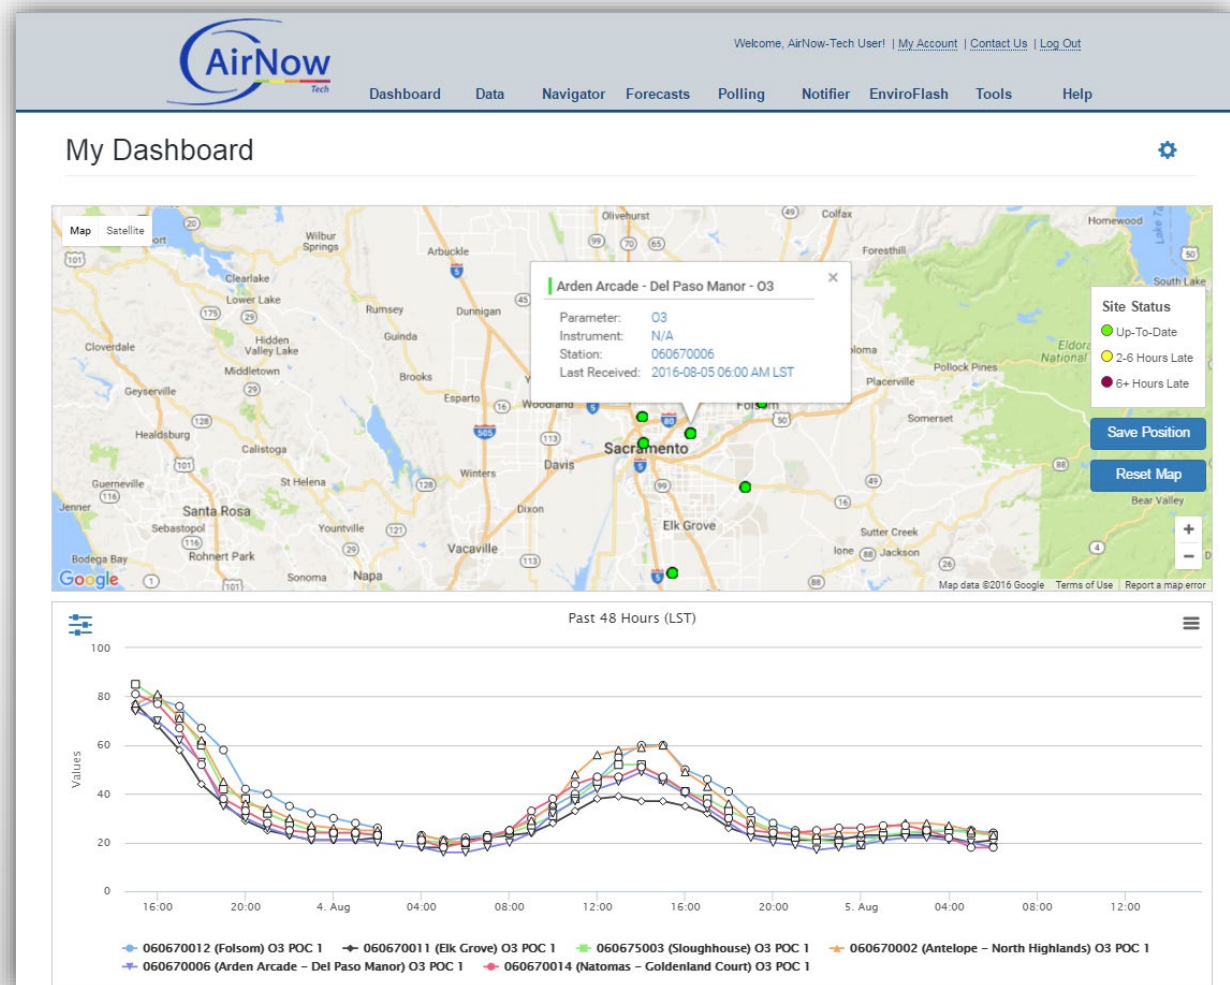 AirNow
Tech
Welcome, AirNow-Tech User! | My Account | Contact Us | Log Out
Dashboard Data Navigator Forecasts Polling Notifier EnviroFlash Tools Help
My Dashboard
Map Satellite
Wilbur Springs
Arbuckle
Olivehurst
Colfax
Homewood
Foresthill
South Lake
Clearlake
Lower Lake
Rumsey
Dunnigan
Guinda
Cloverdale
Hidden Valley Lake
Middletown
Brooks
Geyserville
Esparto
Woodland
Folsom
Placerville
Pollock Pines
Somerset
Healdsburg
Calistoga
Sacramento
Davis
Winters
Guerneville
St Helena
Jenner
Santa Rosa
Dixon
Sebastopol
Yountville
Elk Grove
Sutter Creek
Bear Valley
Rohnert Park
Vacaville
Ione
Jackson
Bodega Bay
Sonoma
Napa
Arden Arcade - Del Paso Manor - O3
Parameter: O3
Instrument: N/A
Station: 060670006
Last Received: 2016-08-05 06:00 AM LST
Site Status
Up-To-Date
2-6 Hours Late
6+ Hours Late
Save Position
Reset Map
+
−
Google
Map data ©2016 Google Terms of Use Report a map error
Past 48 Hours (LST)
Values
100
80
60
40
20
0
16:00 20:00 4. Aug 04:00 08:00 12:00 16:00 20:00 5. Aug 04:00 08:00 12:00
060670012 (Folsom) O3 POC 1 060670011 (Elk Grove) O3 POC 1 060675003 (Sloughhouse) O3 POC 1 060670002 (Antelope – North Highlands) O3 POC 1
060670006 (Arden Arcade – Del Paso Manor) O3 POC 1 060670014 (Natomas – Goldenland Court) O3 POC 1